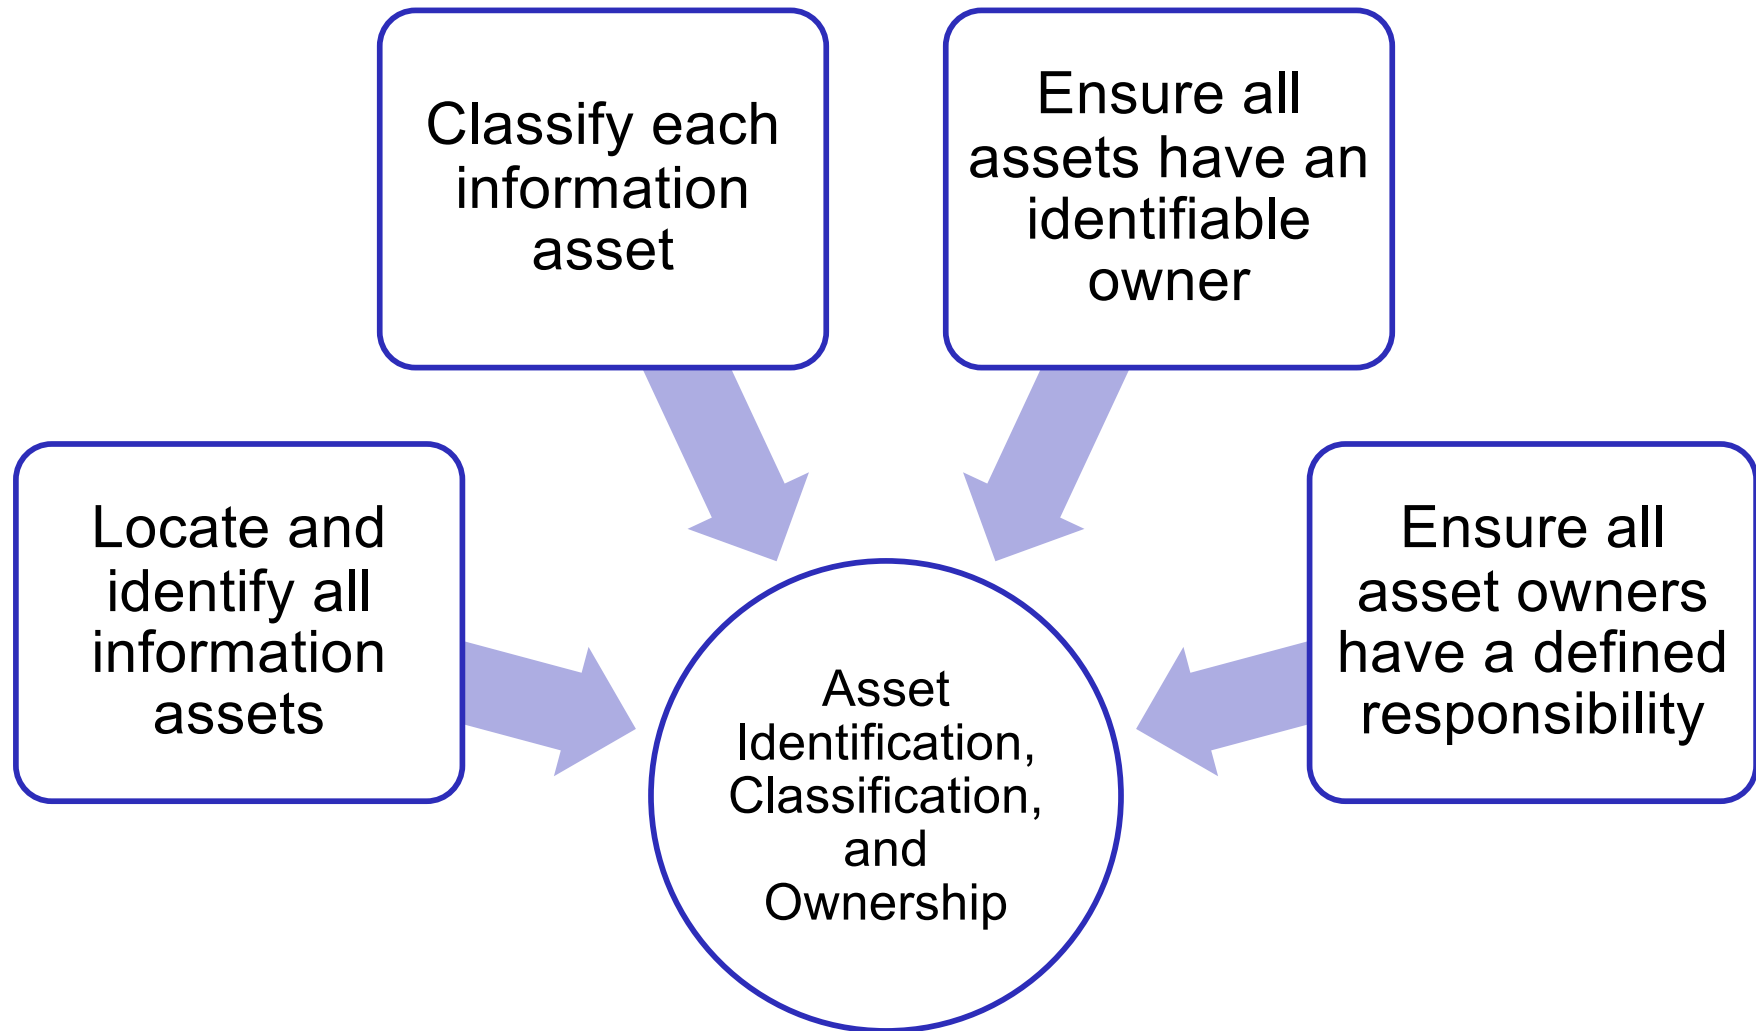 Classify each
information
asset
Ensure all
assets have an
identifiable
owner
Locate and
identify all
information
assets
Ensure all
asset owners
have a defined
responsibility
Asset
Identification,
Classification,
and
Ownership